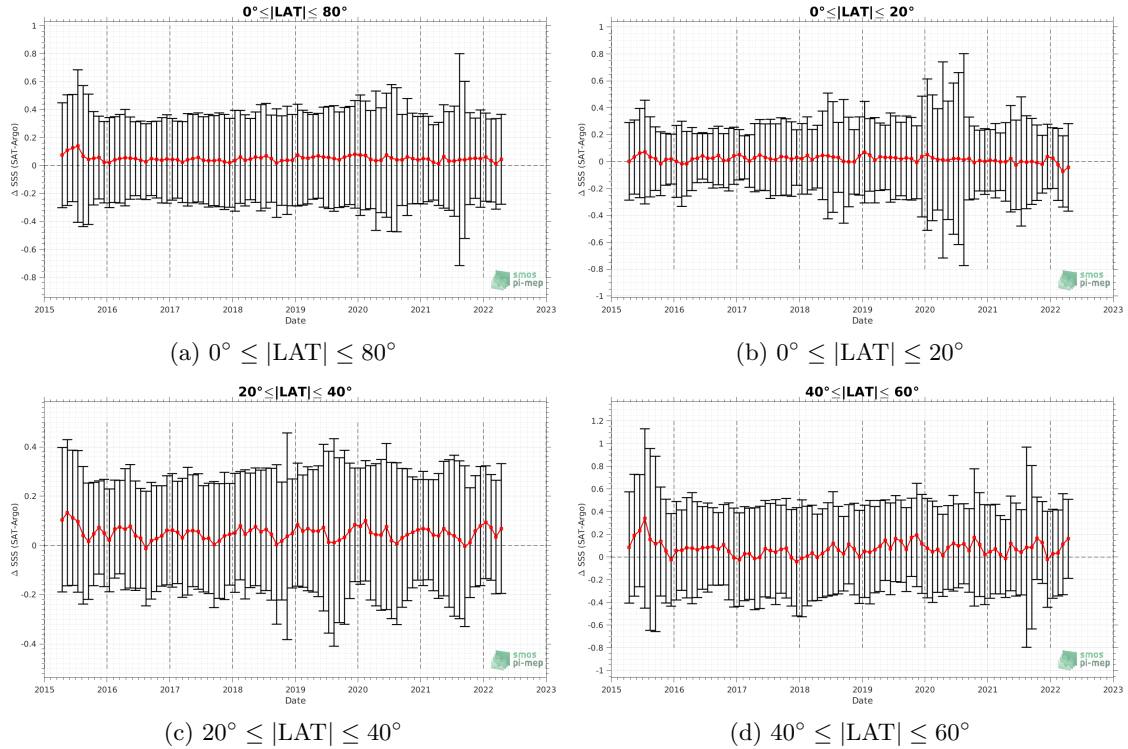 0°≤|LAT|≤ 80°
1
0.8
0.6
0.4
0.2
0
-0.2
-0.4
-0.6
-0.8
Δ SSS (SAT-Argo)
smos
pi-mep
2015 2016 2017 2018 2019 2020 2021 2022 2023
Date
(a) 0° ≤ |LAT| ≤ 80°
0°≤|LAT|≤ 20°
1
0.8
0.6
0.4
0.2
0
-0.2
-0.4
-0.6
-0.8
-1
Δ SSS (SAT-Argo)
smos
pi-mep
2015 2016 2017 2018 2019 2020 2021 2022 2023
Date
(b) 0° ≤ |LAT| ≤ 20°
20°≤|LAT|≤ 40°
0.4
0.2
0
-0.2
-0.4
Δ SSS (SAT-Argo)
smos
pi-mep
2015 2016 2017 2018 2019 2020 2021 2022 2023
Date
(c) 20° ≤ |LAT| ≤ 40°
40°≤|LAT|≤ 60°
1.2
1
0.8
0.6
0.4
0.2
0
-0.2
-0.4
-0.6
-0.8
-1
Δ SSS (SAT-Argo)
smos
pi-mep
2015 2016 2017 2018 2019 2020 2021 2022 2023
Date
(d) 40° ≤ |LAT| ≤ 60°